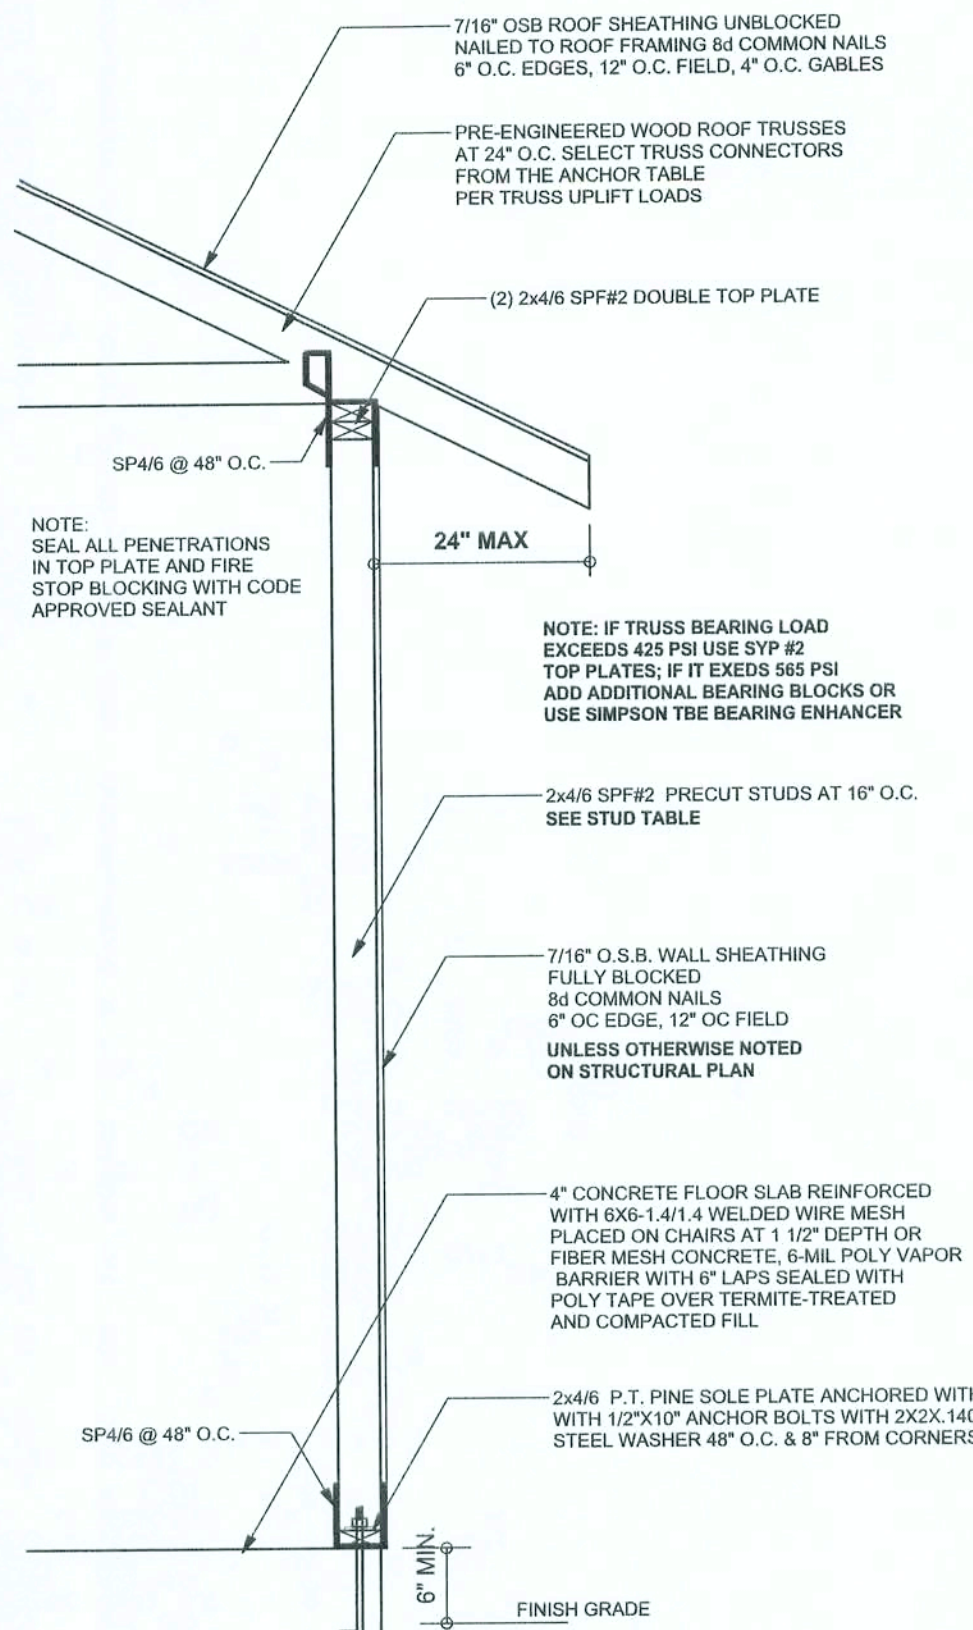 7/16" OSB ROOF SHEATHING UNBLOCKED
NAILED TO ROOF FRAMING 8d COMMON NAILS
6" O.C. EDGES, 12" O.C. FIELD, 4" O.C. GABLES
PRE-ENGINEERED WOOD ROOF TRUSSES
AT 24" O.C. SELECT TRUSS CONNECTORS
FROM THE ANCHOR TABLE
PER TRUSS UPLIFT LOADS
(2) 2x4/6 SPF#2 DOUBLE TOP PLATE
SP4/6 @ 48" O.C.
NOTE:
SEAL ALL PENETRATIONS
IN TOP PLATE AND FIRE
STOP BLOCKING WITH CODE
APPROVED SEALANT
24" MAX
NOTE: IF TRUSS BEARING LOAD
EXCEEDS 425 PSI USE SYP #2
TOP PLATES; IF IT EXEDS 565 PSI
ADD ADDITIONAL BEARING BLOCKS OR
USE SIMPSON TBE BEARING ENHANCER
2x4/6 SPF#2 PRECUT STUDS AT 16" O.C.
SEE STUD TABLE
7/16" O.S.B. WALL SHEATHING
FULLY BLOCKED
8d COMMON NAILS
6" OC EDGE, 12" OC FIELD
UNLESS OTHERWISE NOTED
ON STRUCTURAL PLAN
4" CONCRETE FLOOR SLAB REINFORCED
WITH 6X6-1.4/1.4 WELDED WIRE MESH
PLACED ON CHAIRS AT 1 1/2" DEPTH OR
FIBER MESH CONCRETE, 6-MIL POLY VAPOR
BARRIER WITH 6" LAPS SEALED WITH
POLY TAPE OVER TERMITE-TREATED
AND COMPACTED FILL
2x4/6 P.T. PINE SOLE PLATE ANCHORED WITH
WITH 1/2"X10" ANCHOR BOLTS WITH 2X2X.140
STEEL WASHER 48" O.C. & 8" FROM CORNERS
SP4/6 @ 48" O.C.
6" MIN.
FINISH GRADE